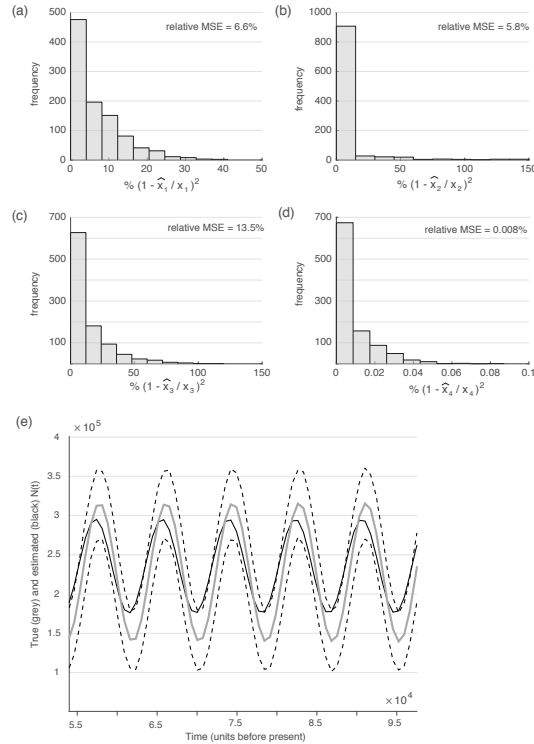 (a)
relative MSE = 6.6%
500
400
300
200
100
0
frequency
0 10 20 30 40 50
% (1 - x̂₁ / x₁)²
(b)
relative MSE = 5.8%
1000
800
600
400
200
0
frequency
0 50 100 150
% (1 - x̂₂ / x₂)²
(c)
relative MSE = 13.5%
700
500
300
100
frequency
0 50 100 150
% (1 - x̂₃ / x₃)²
(d)
relative MSE = 0.008%
700
500
300
100
frequency
0 0.02 0.04 0.06 0.08 0.1
% (1 - x̂₄ / x₄)²
(e)
× 10⁵
4
3.5
3
2.5
2
1.5
1
True (grey) and estimated (black) N(t)
× 10⁴
5.5 6.5 7.5 8.5 9.5
Time (units before present)